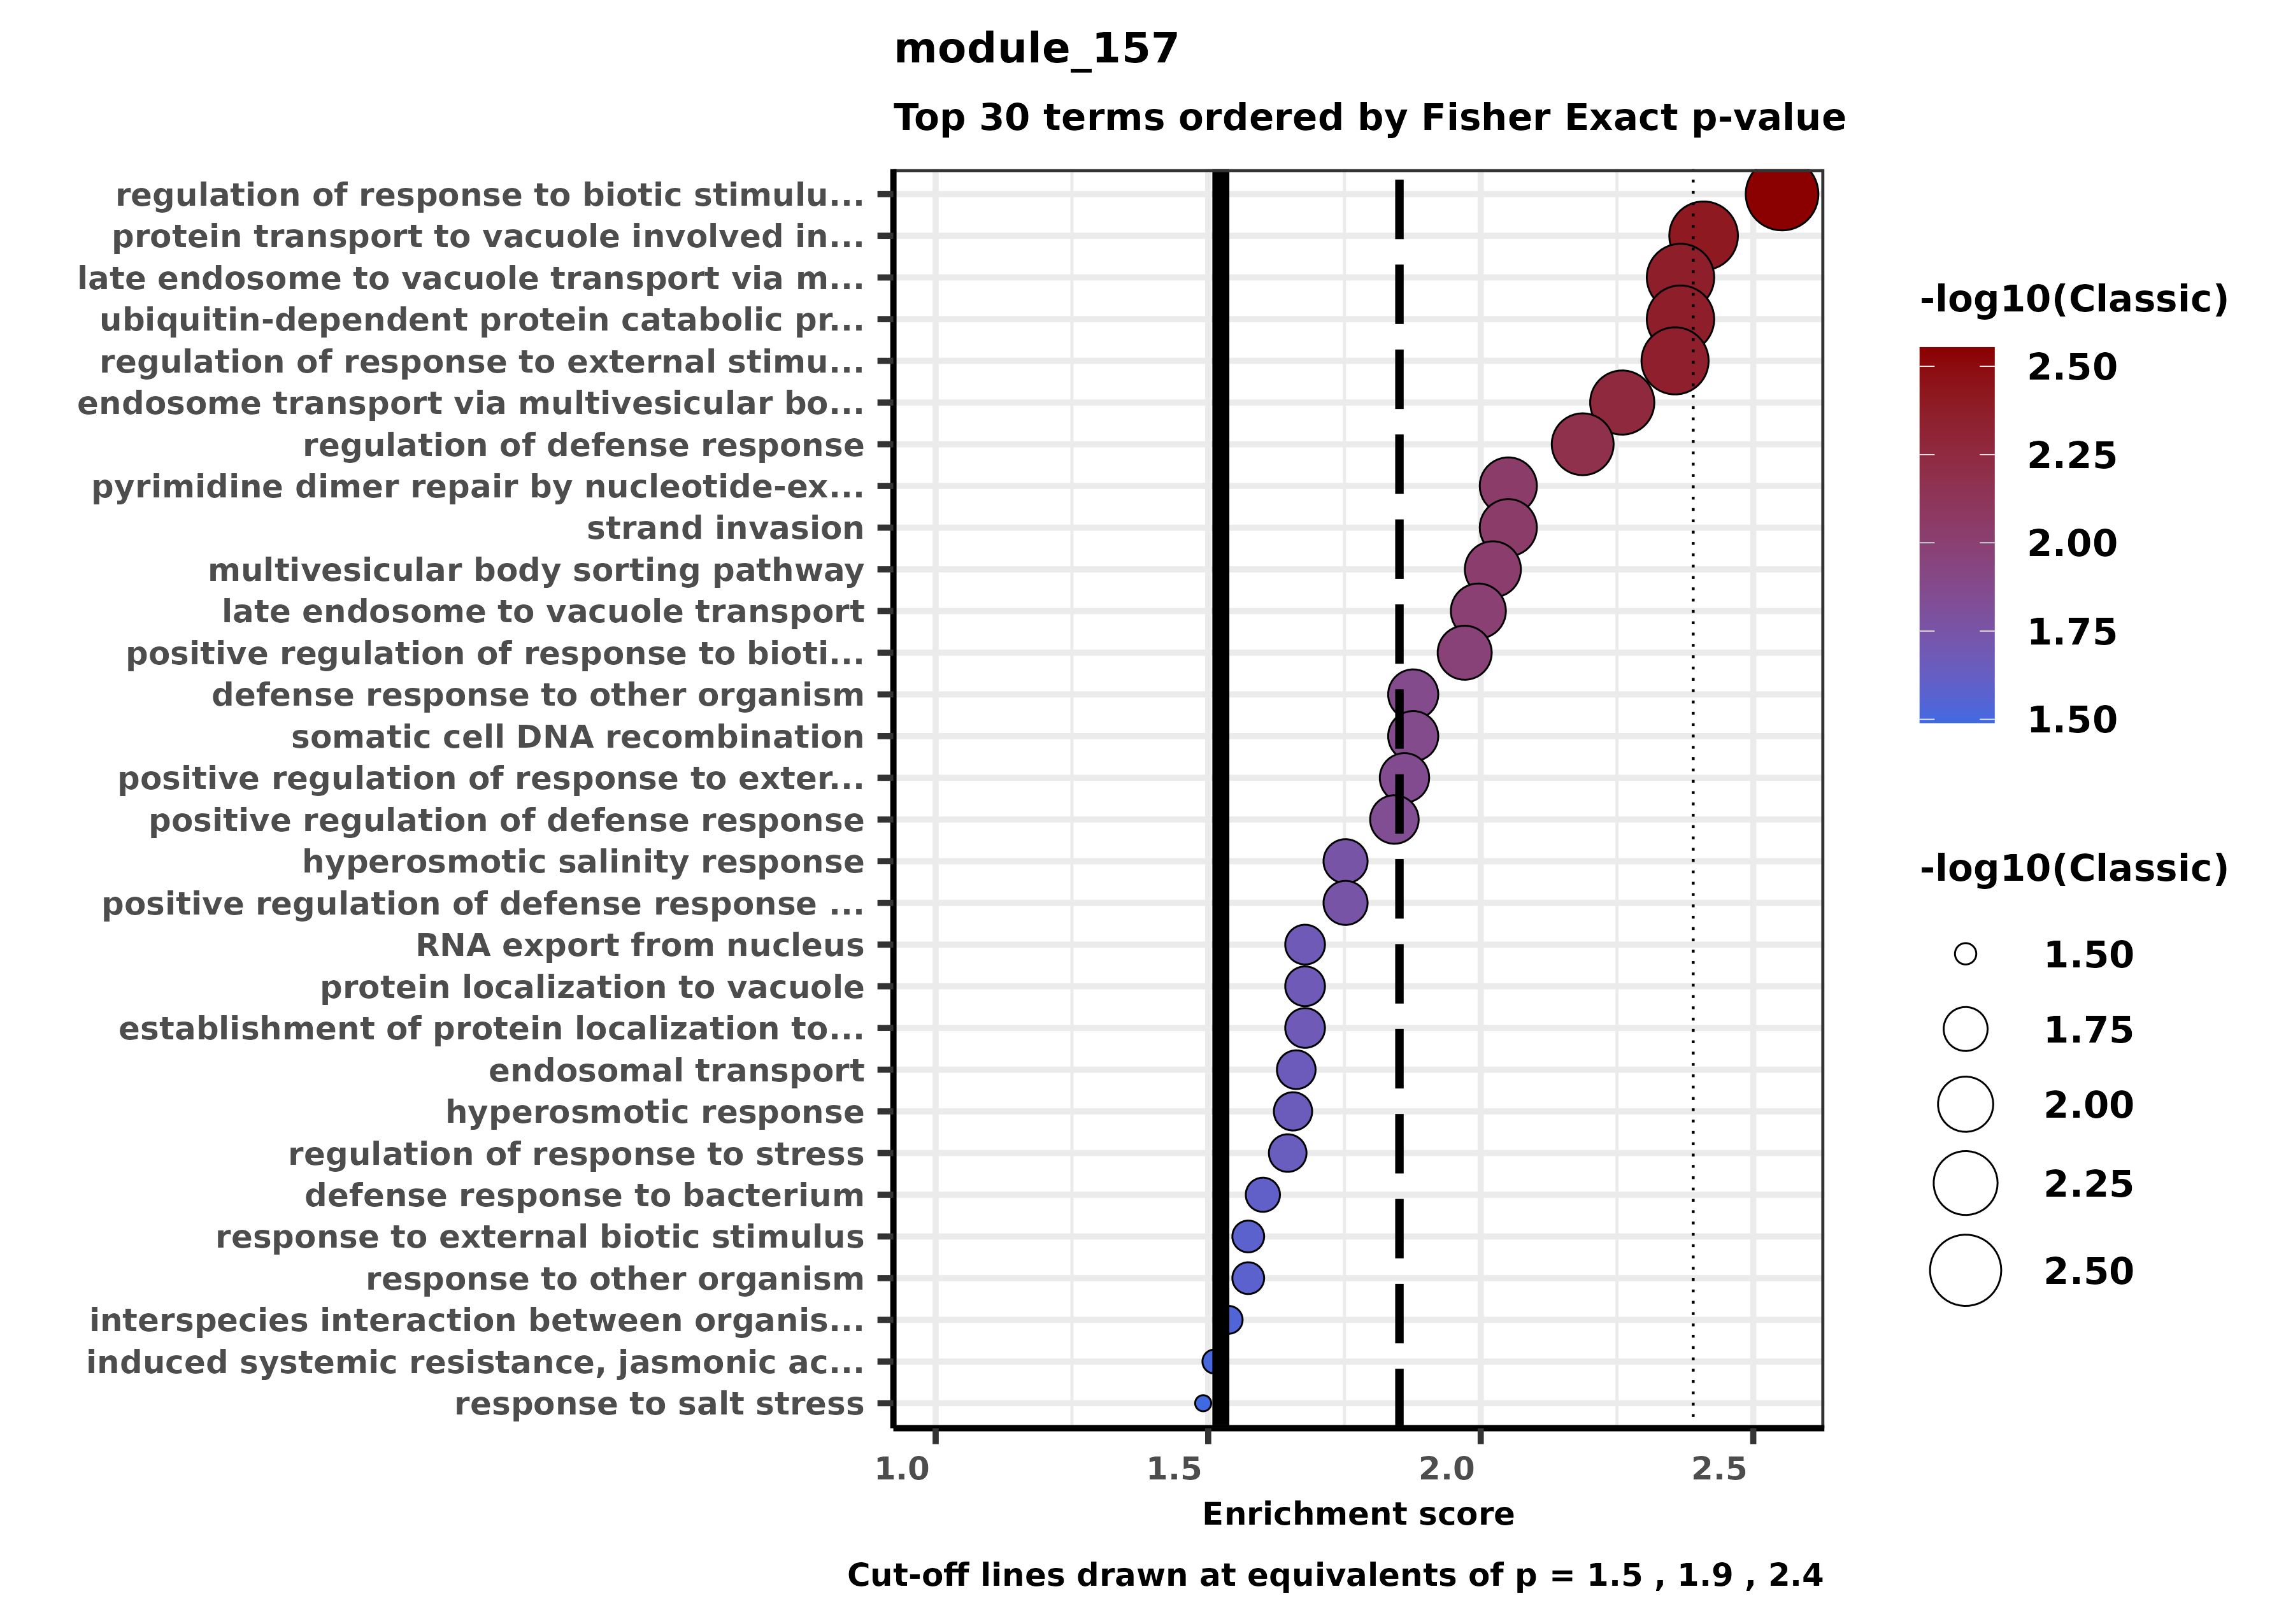 module_157
Top 30 terms ordered by Fisher Exact p-value
regulation of response to biotic stimulu...
protein transport to vacuole involved in...
late endosome to vacuole transport via m...
ubiquitin-dependent protein catabolic pr...
regulation of response to external stimu...
endosome transport via multivesicular bo...
regulation of defense response
pyrimidine dimer repair by nucleotide-ex...
strand invasion
multivesicular body sorting pathway
late endosome to vacuole transport
positive regulation of response to bioti...
defense response to other organism
somatic cell DNA recombination
positive regulation of response to exter...
positive regulation of defense response
hyperosmotic salinity response
positive regulation of defense response ...
RNA export from nucleus
protein localization to vacuole
establishment of protein localization to...
endosomal transport
hyperosmotic response
regulation of response to stress
defense response to bacterium
response to external biotic stimulus
response to other organism
interspecies interaction between organis...
induced systemic resistance, jasmonic ac...
response to salt stress
1.0 1.5 2.0 2.5
Enrichment score
Cut-off lines drawn at equivalents of p = 1.5 , 1.9 , 2.4
-log10(Classic)
2.50
2.25
2.00
1.75
1.50
-log10(Classic)
1.50
1.75
2.00
2.25
2.50